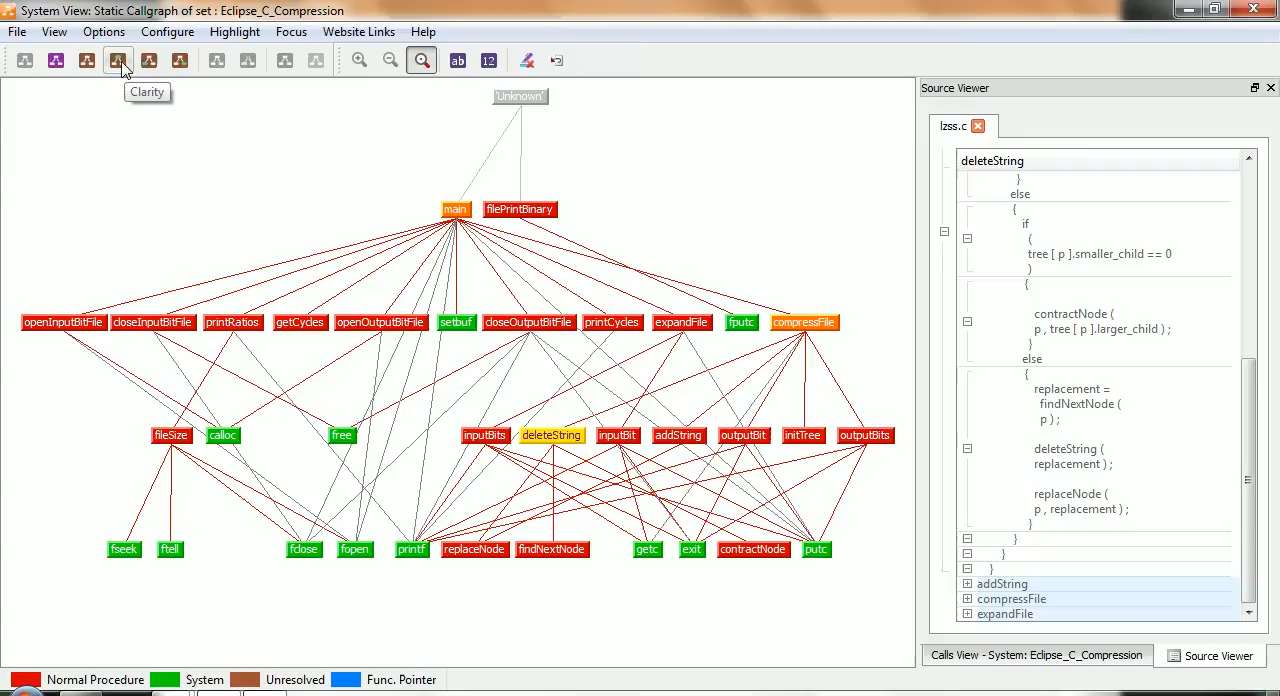 System View: Static Callgraph of set : Eclipse_C_Compression
File View Options Configure Highlight Focus Website Links Help
ab 12
Clarity
Source Viewer
'Unknown'
main filePrintBinary
openInputBitFile closeInputBitFile printRatios getCycles openOutputBitFile setbuf closeOutputBitFile printCycles expandFile fputc compressFile
fileSize calloc free inputBits deleteString inputBit addString outputBit initTree outputBits
fseek ftell fclose fopen printf replaceNode findNextNode getc exit contractNode putc
lzss.c
deleteString
}
else
{
if
(
tree [ p ].smaller_child == 0
)
{
contractNode (
p , tree [ p ].larger_child ) ;
}
else
{
replacement =
findNextNode (
p ) ;
deleteString (
replacement ) ;
replaceNode (
p , replacement ) ;
}
}
}
}
addString
compressFile
expandFile
Calls View - System: Eclipse_C_Compression Source Viewer
Normal Procedure System Unresolved Func. Pointer